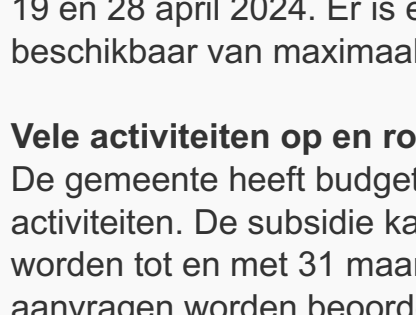 19 en 28 april 2024. Er is
beschikbaar van maximaal
Vele activiteiten op en
De gemeente heeft budget
activiteiten. De subsidie
worden tot en met 31
aanvragen worden